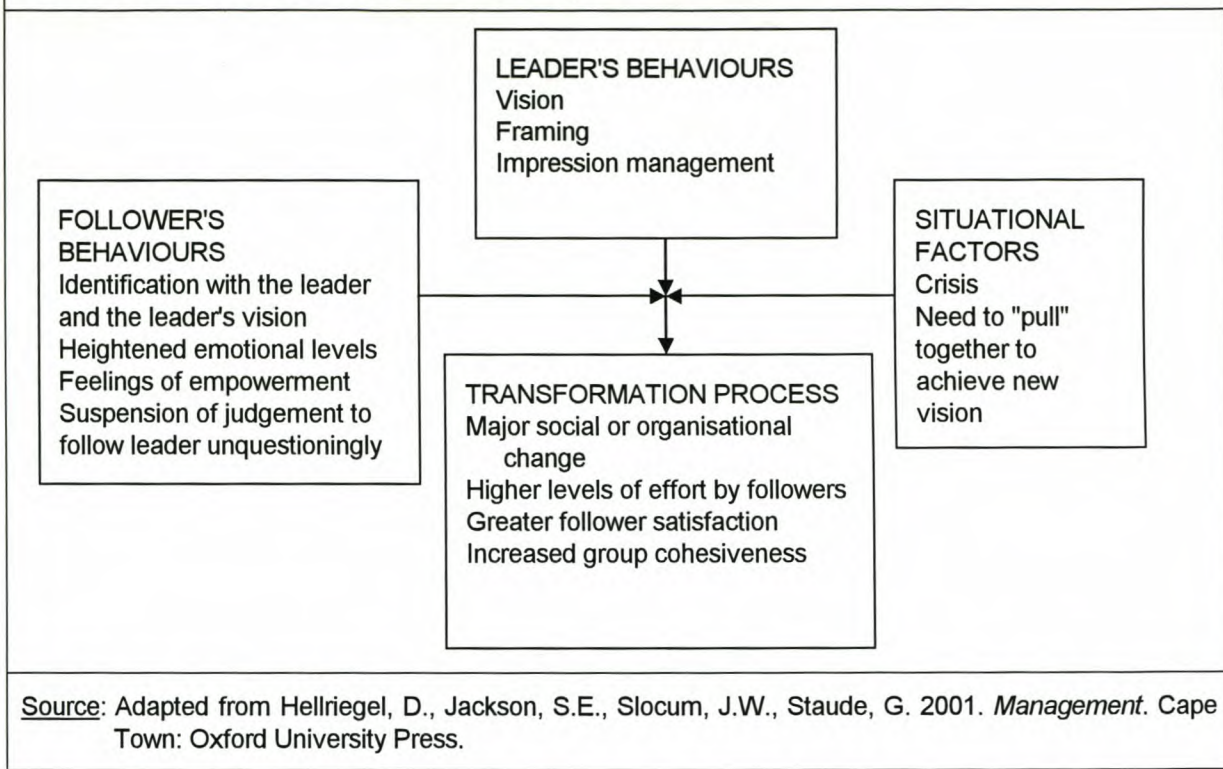 LEADER'S BEHAVIOURS
Vision
Framing
Impression management
FOLLOWER'S
BEHAVIOURS
Identification with the leader
and the leader's vision
Heightened emotional levels
Feelings of empowerment
Suspension of judgement to
follow leader unquestioningly
SITUATIONAL
FACTORS
Crisis
Need to "pull"
together to
achieve new
vision
TRANSFORMATION PROCESS
Major social or organisational
change
Higher levels of effort by followers
Greater follower satisfaction
Increased group cohesiveness
Source: Adapted from Hellriegel, D., Jackson, S.E., Slocum, J.W., Staude, G. 2001. Management. Cape
Town: Oxford University Press.